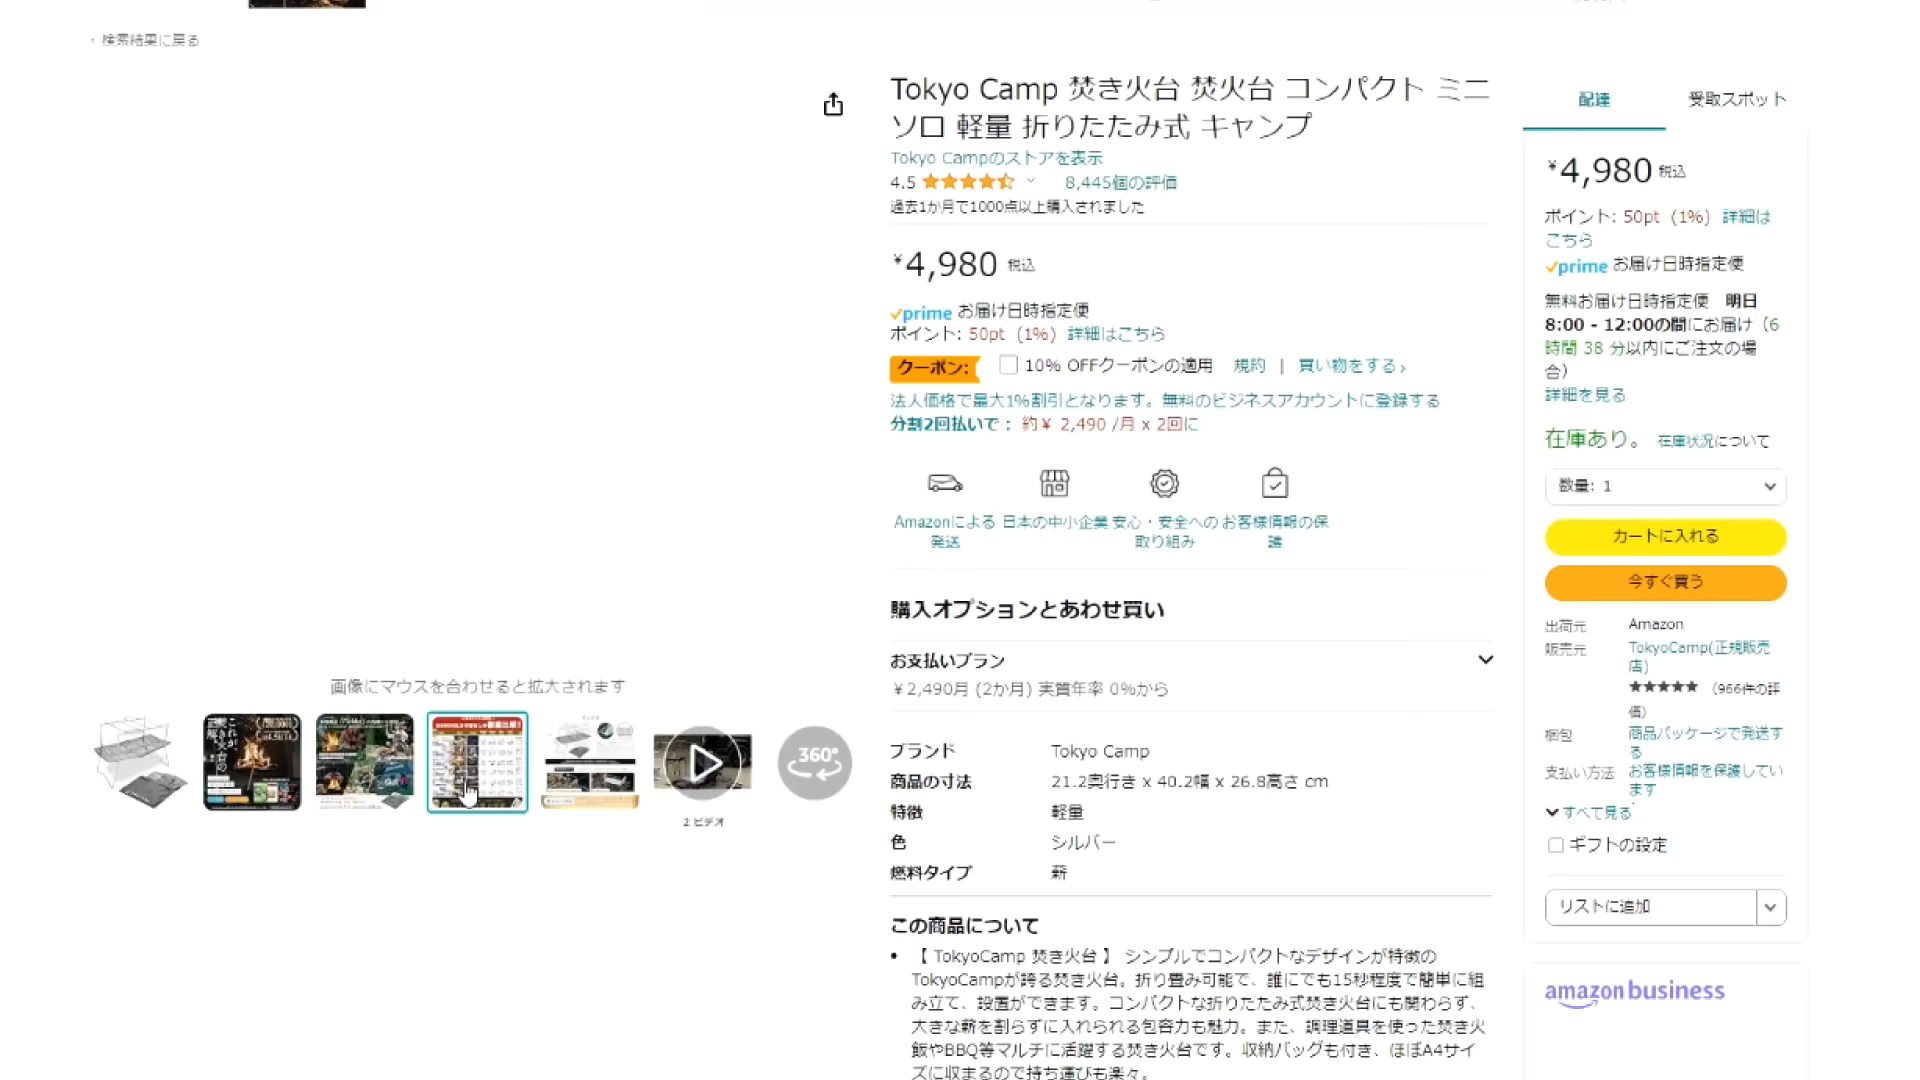 ‹ 検索結果に戻る
Tokyo Camp 焚き火台 焚火台 コンパクト ミニ
ソロ 軽量 折りたたみ式 キャンプ
Tokyo Campのストアを表示
4.5
8,445個の評価
過去1か月で1000点以上購入されました
¥4,980 税込
prime お届け日時指定便
ポイント: 50pt (1%) 詳細はこちら
クーポン: 10% OFFクーポンの適用 規約 | 買い物をする›
法人価格で最大1%割引となります。無料のビジネスアカウントに登録する
分割2回払いで： 約¥ 2,490 /月 x 2回に
Amazonによる
発送
日本の中小企業
安心・安全への
取り組み
お客様情報の保
護
購入オプションとあわせ買い
お支払いプラン
¥2,490月 (2か月) 実質年率 0%から
ブランド Tokyo Camp
商品の寸法 21.2奥行き x 40.2幅 x 26.8高さ cm
特徴 軽量
色 シルバー
燃料タイプ 薪
この商品について
• 【 TokyoCamp 焚き火台 】 シンプルでコンパクトなデザインが特徴の
TokyoCampが誇る焚き火台。折り畳み可能で、誰にでも15秒程度で簡単に組
み立て、設置ができます。コンパクトな折りたたみ式焚き火台にも関わらず、
大きな薪を割らずに入れられる包容力も魅力。また、調理道具を使った焚き火
飯やBBQ等マルチに活躍する焚き火台です。収納バッグも付き、ほぼA4サイ
ズに収まるので持ち運びも楽々。
画像にマウスを合わせると拡大されます
これが
正解。
焚き火台の
2 ビデオ
360°
配達
受取スポット
¥4,980 税込
ポイント: 50pt (1%) 詳細は
こちら
prime お届け日時指定便
無料お届け日時指定便 明日
8:00 - 12:00の間にお届け（6
時間 38 分以内にご注文の場
合）
詳細を見る
在庫あり。 在庫状況について
数量: 1
カートに入れる
今すぐ買う
出荷元 Amazon
販売元 TokyoCamp(正規販売
店)
★★★★★ （966件の評
価）
梱包 商品パッケージで発送す
る
支払い方法 お客様情報を保護してい
ます
すべて見る
ギフトの設定
リストに追加
amazon business